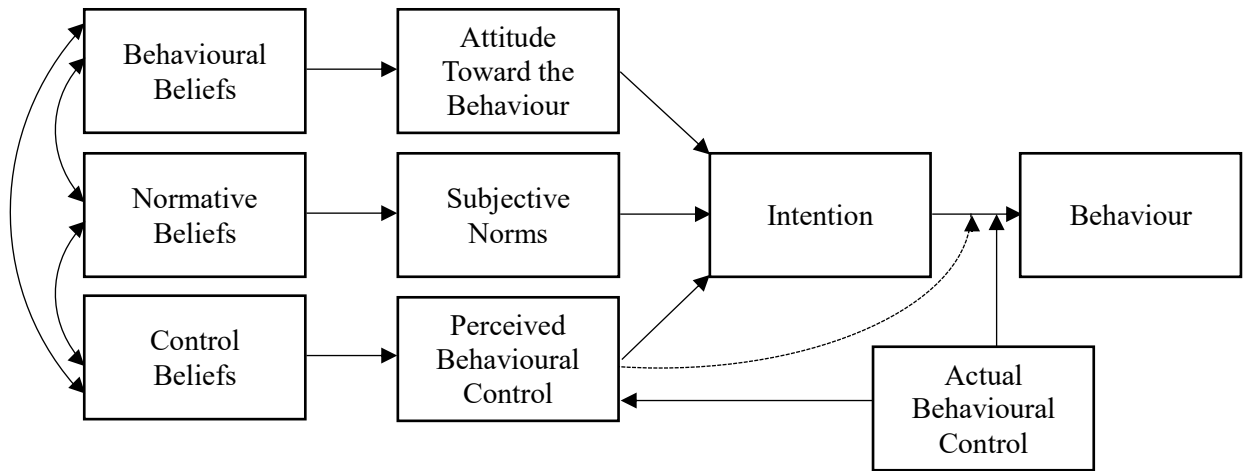 Behavioural
Beliefs
Attitude
Toward the
Behaviour
Normative
Beliefs
Subjective
Norms
Intention
Behaviour
Control
Beliefs
Perceived
Behavioural
Control
Actual
Behavioural
Control